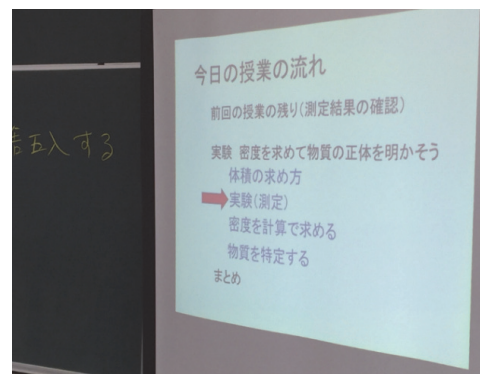 五入する
今日の授業の流れ
前回の授業の残り(測定結果の確認)
実験 密度を求めて物質の正体を明かそう
体積の求め方
実験(測定)
密度を計算で求める
物質を特定する
まとめ